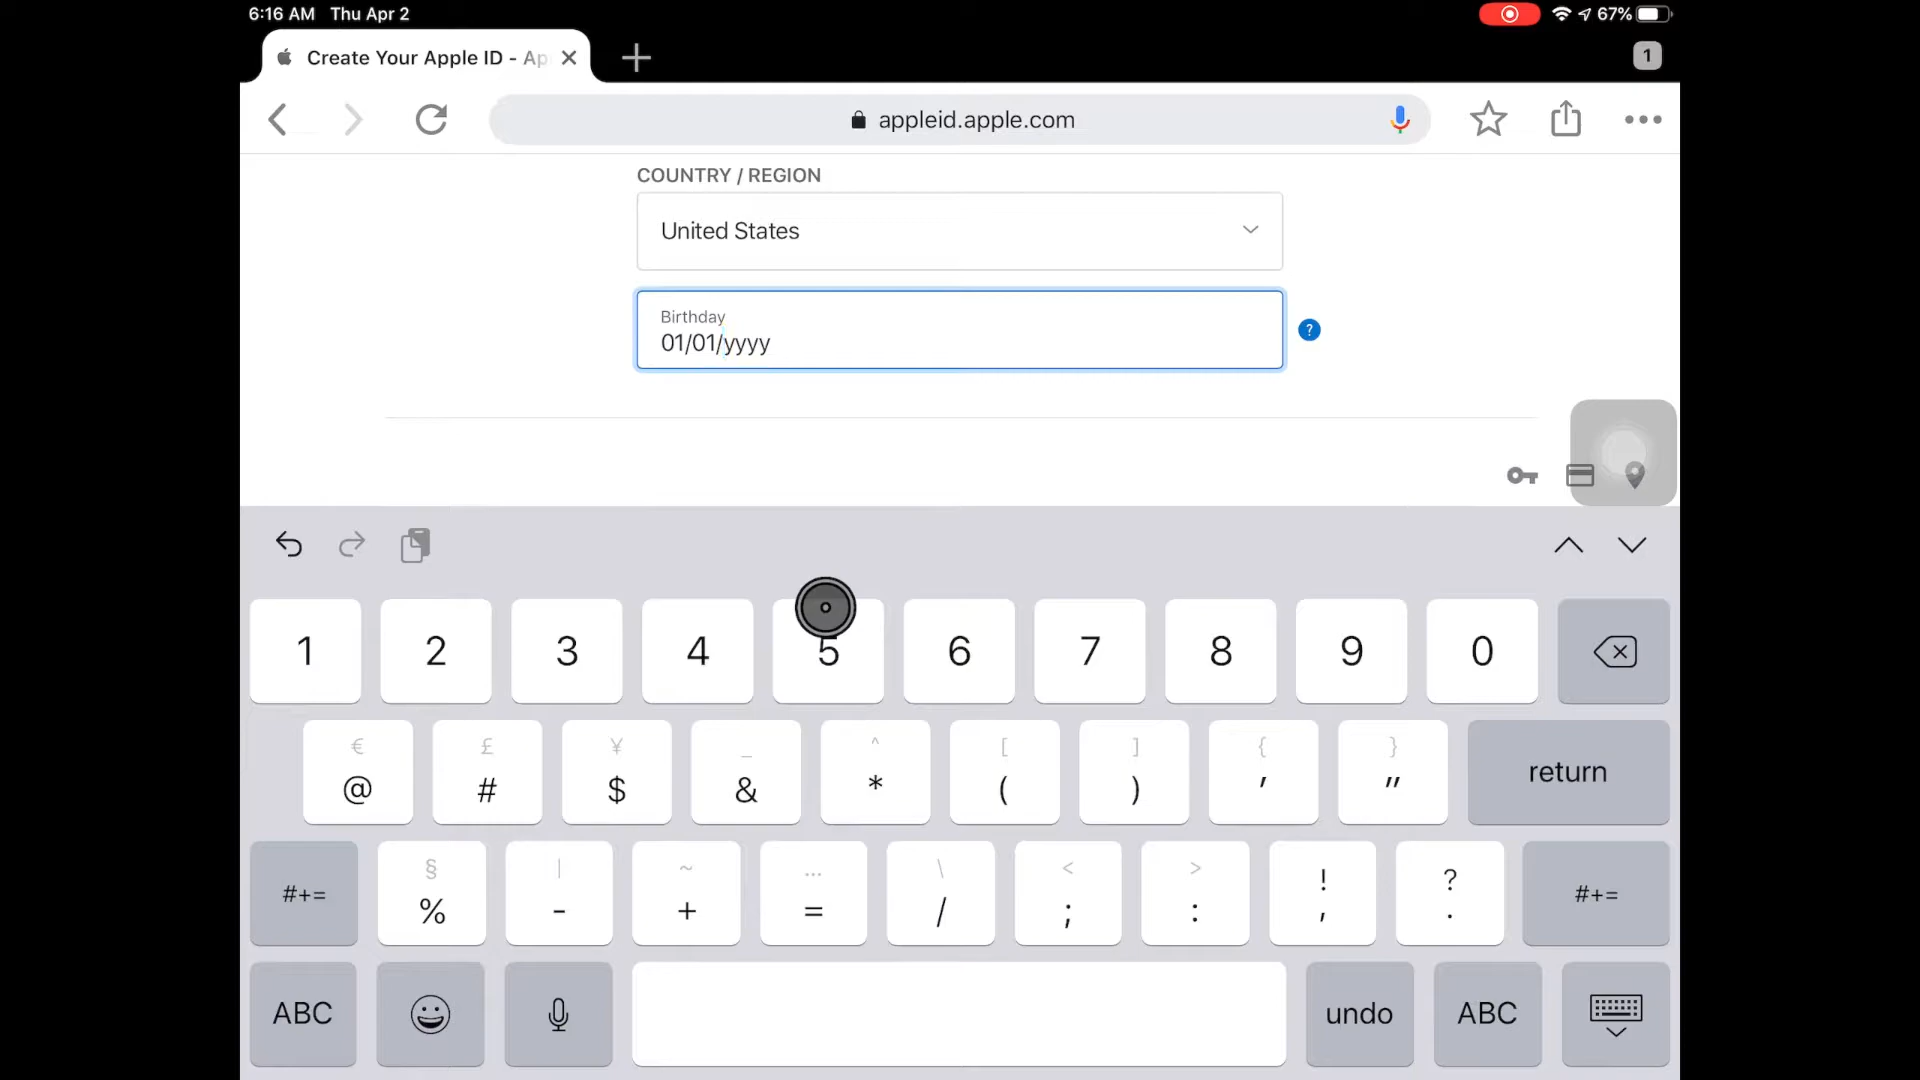 6:16 AM Thu Apr 2
67%
Create Your Apple ID - Ap
1
appleid.apple.com
COUNTRY / REGION
United States
Birthday
01/01/yyyy
?
1 2 3 4 5 6 7 8 9 0
€ £ ¥ _ ^ [ ] { }
@ # $ & * ( ) ' " return
§ | ~ … \ < > ! ?
#+= % - + = / ; : , . #+=
ABC undo ABC